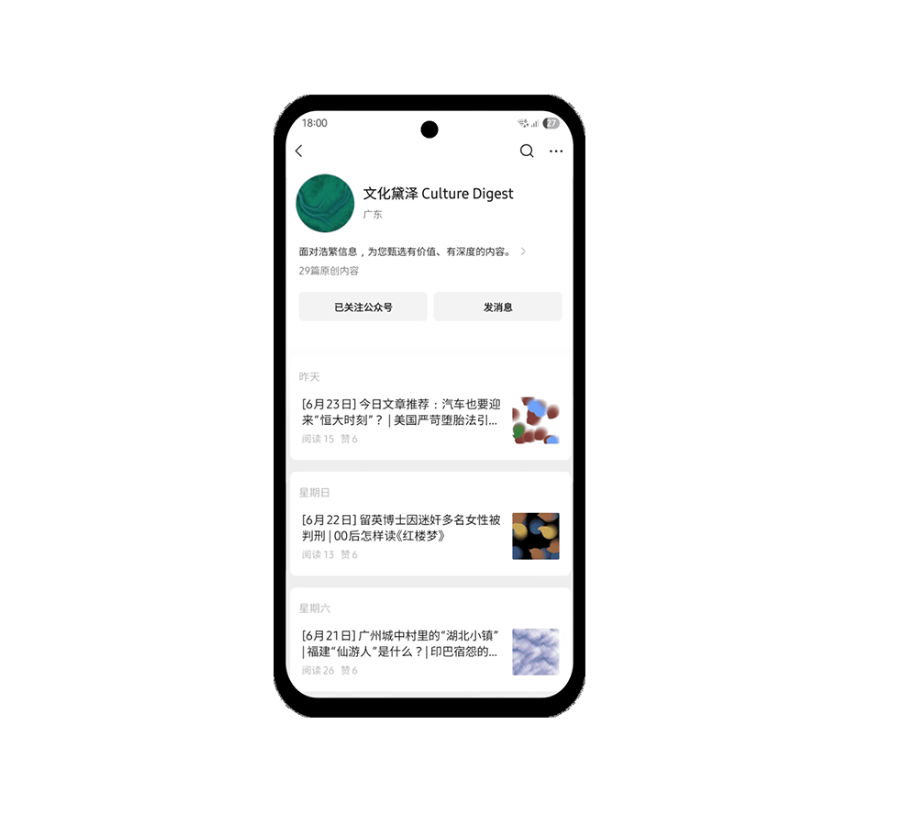 18:00
27
文化黛泽 Culture Digest
广东
面对浩繁信息，为您甄选有价值、有深度的内容。
29篇原创内容
已关注公众号
发消息
昨天
[6月23日] 今日文章推荐：汽车也要迎
来“恒大时刻”？ | 美国严苛堕胎法引...
阅读 15 赞 6
星期日
[6月22日] 留英博士因迷奸多名女性被
判刑 | 00后怎样读《红楼梦》
阅读 13 赞 6
星期六
[6月21日] 广州城中村里的“湖北小镇”
| 福建“仙游人”是什么？| 印巴宿怨的...
阅读 26 赞 6